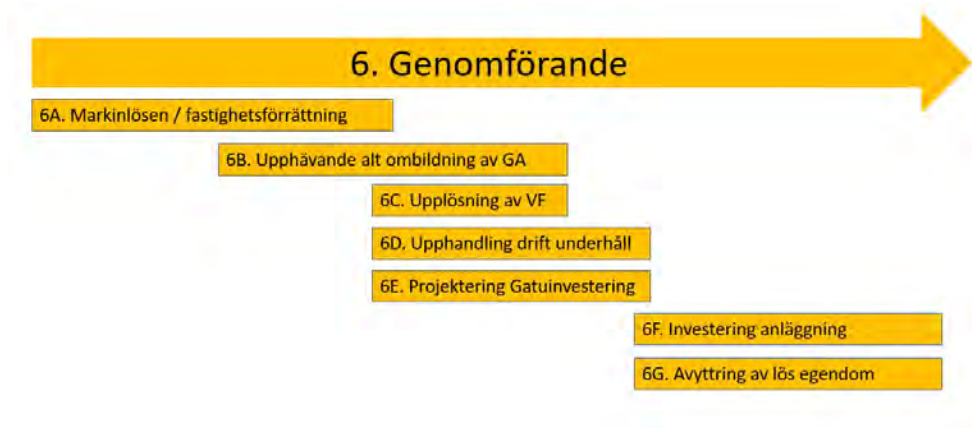 6. Genomförande
6A. Markinlösen / fastighetsförrättning
6B. Upphävande alt ombildning av GA
6C. Upplösning av VF
6D. Upphandling drift underhåll
6E. Projektering Gatuinvestering
6F. Investering anläggning
6G. Avyttring av lös egendom